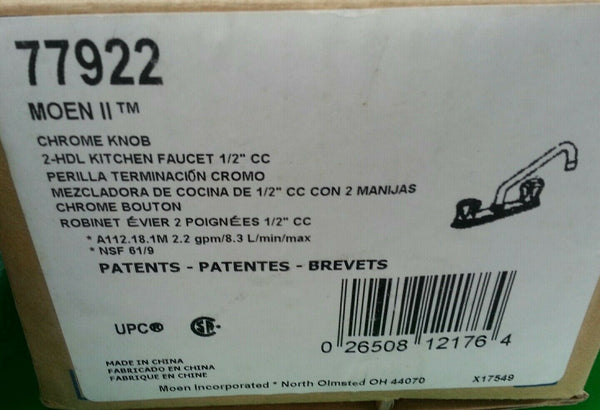 77922
MOEN II™
CHROME KNOB
2-HDL KITCHEN FAUCET 1/2" CC
PERILLA TERMINACIÓN CROMO
MEZCLADORA DE COCINA DE 1/2" CC CON 2 MANIJAS
CHROME BOUTON
ROBINET ÉVIER 2 POIGNÉES 1/2" CC
* A112.18.1M 2.2 gpm/8.3 L/min/max
* NSF 61/9
PATENTS - PATENTES - BREVETS
UPC®
0 26508 12176 4
MADE IN CHINA
FABRICADO EN CHINA
FABRIQUE EN CHINE
Moen Incorporated * North Olmsted OH 44070 X17549